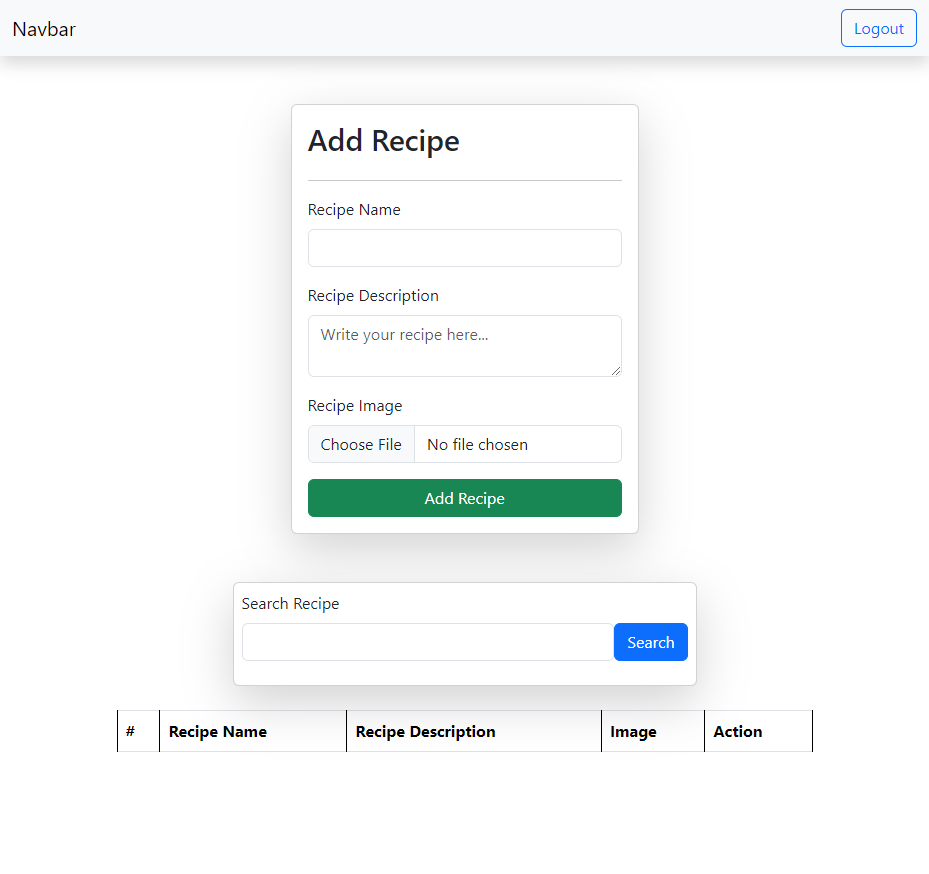 Navbar Logout
Add Recipe
Recipe Name
Recipe Description
Write your recipe here...
Recipe Image
Choose File No file chosen
Add Recipe
Search Recipe
Search
# Recipe Name Recipe Description Image Action